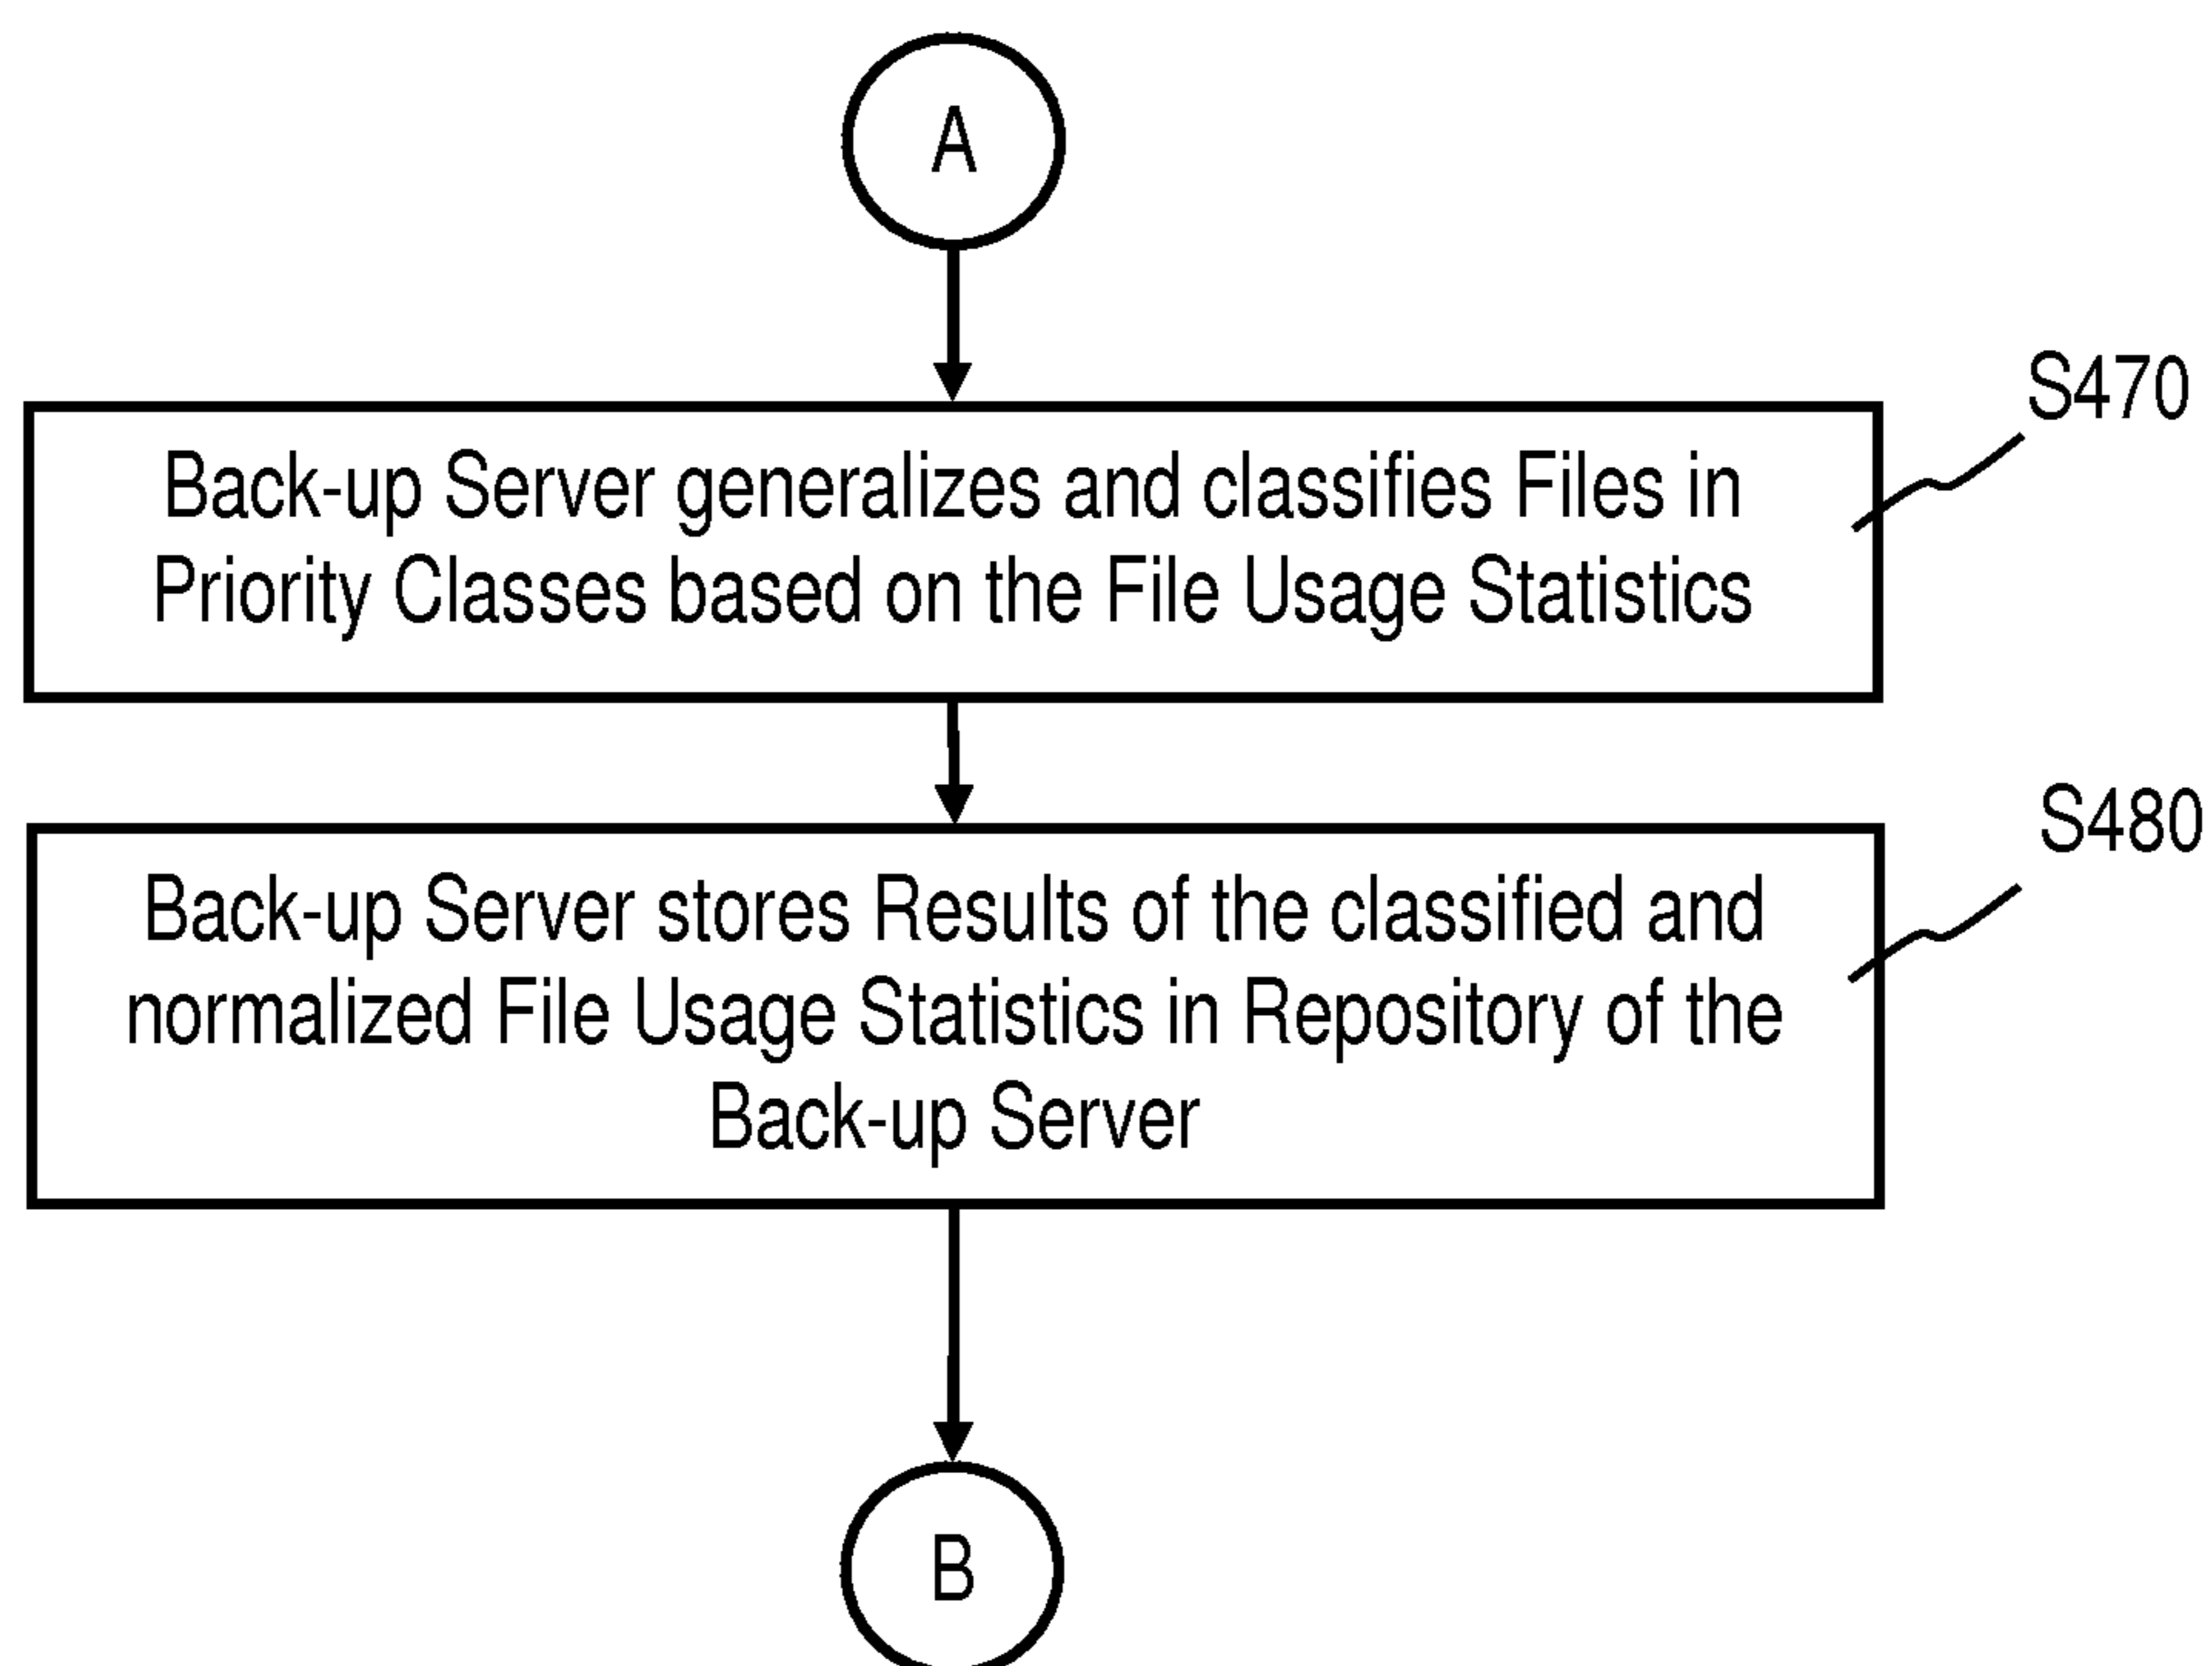 A
S470
Back-up Server generalizes and classifies Files in
Priority Classes based on the File Usage Statistics
S480
Back-up Server stores Results of the classified and
normalized File Usage Statistics in Repository of the
Back-up Server
B